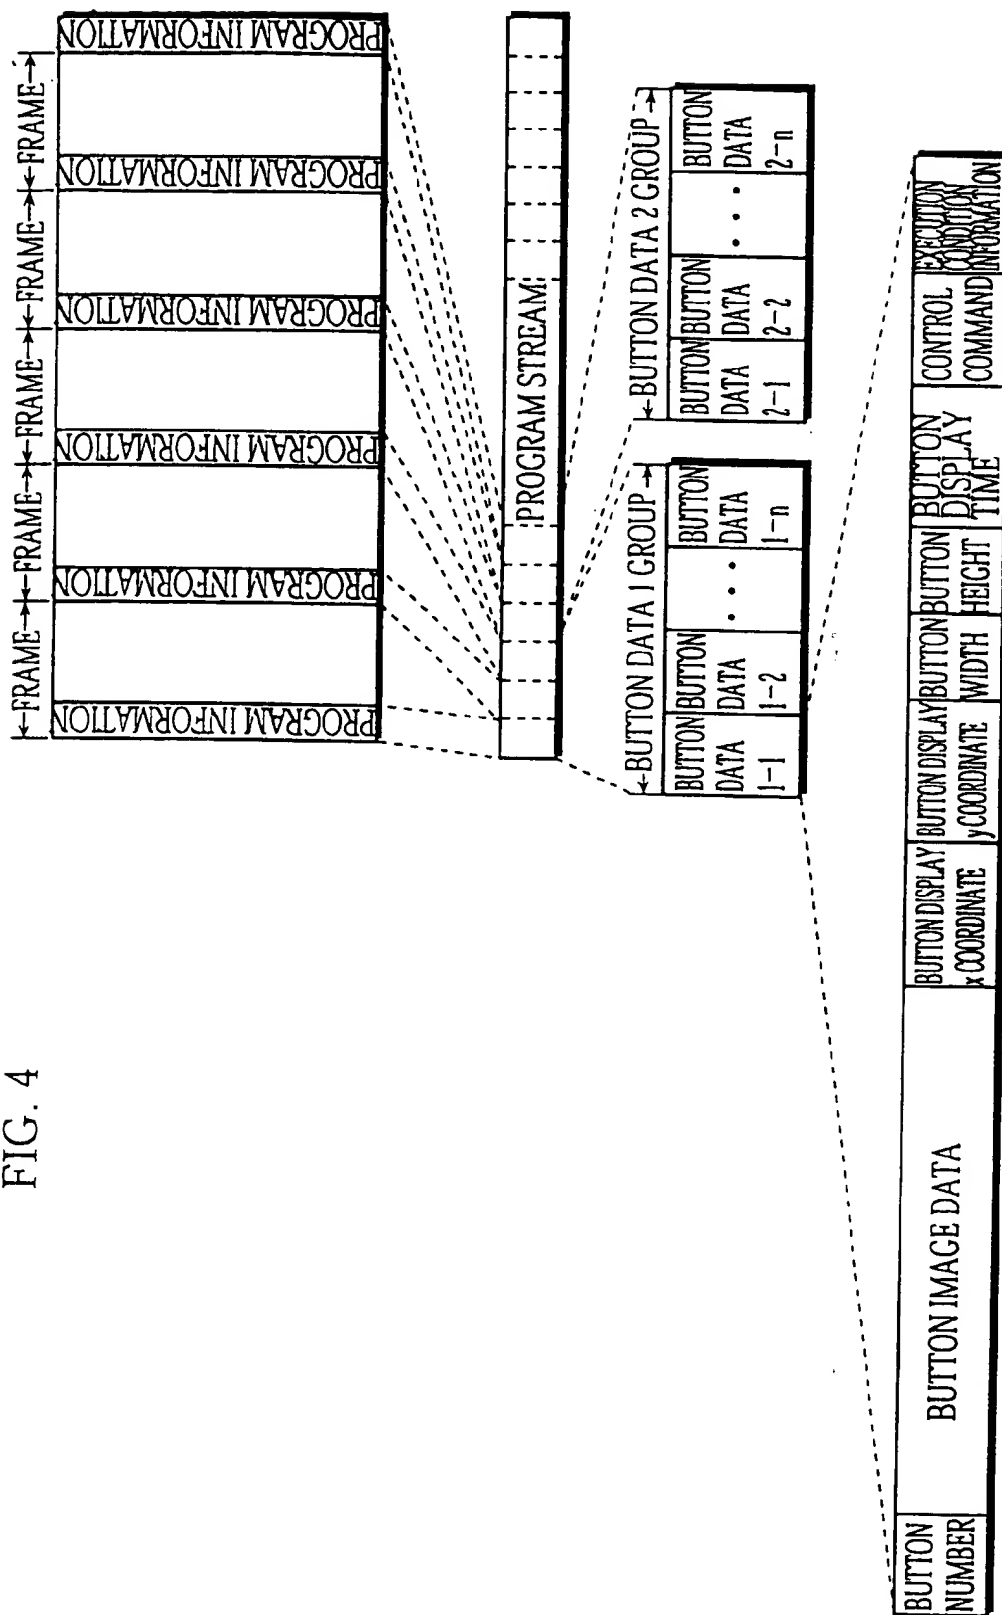 FIG. 4
FRAME
FRAME
FRAME
FRAME
FRAME
PROGRAM INFORMATION
PROGRAM INFORMATION
PROGRAM INFORMATION
PROGRAM INFORMATION
PROGRAM INFORMATION
PROGRAM INFORMATION
PROGRAM STREAM
BUTTON DATA 1 GROUP
BUTTON DATA 2 GROUP
BUTTON
DATA
1-1
BUTTON
DATA
1-2
• • •
BUTTON
DATA
1-n
BUTTON
DATA
2-1
BUTTON
DATA
2-2
• • •
BUTTON
DATA
2-n
BUTTON
NUMBER
BUTTON IMAGE DATA
BUTTON DISPLAY
x COORDINATE
BUTTON DISPLAY
y COORDINATE
BUTTON
WIDTH
BUTTON
HEIGHT
BUTTON
DISPLAY
TIME
CONTROL
COMMAND
EXECUTION
CONDITION
INFORMATION